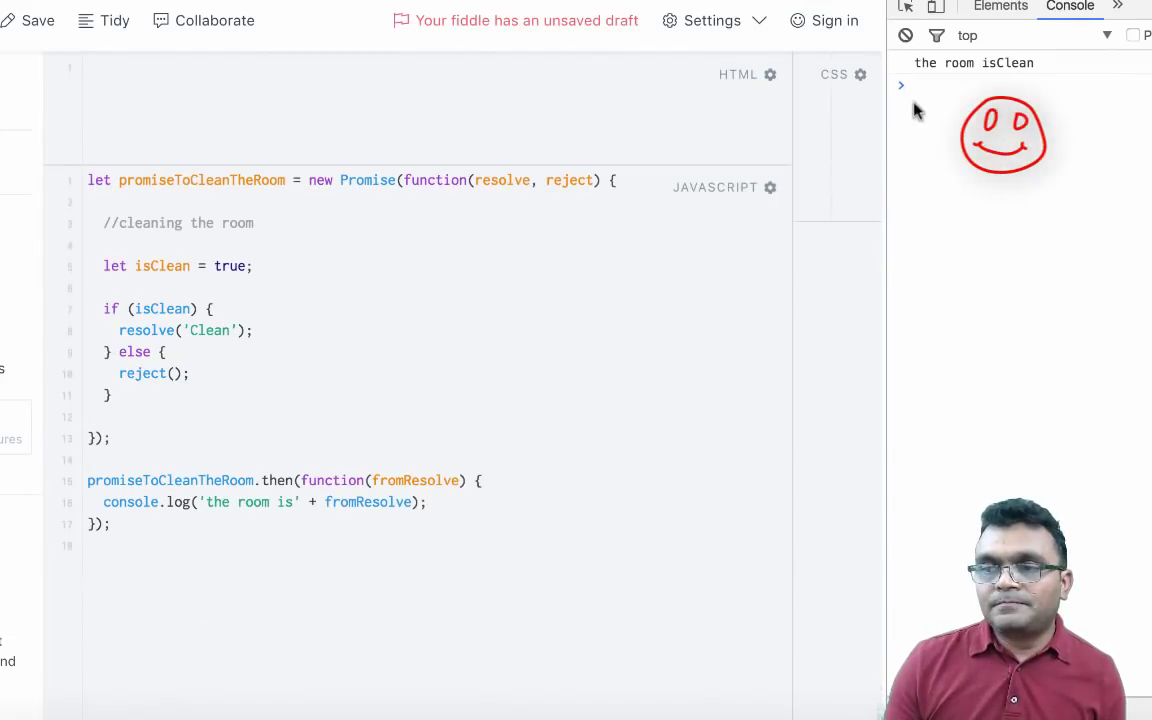 Save Tidy Collaborate Your fiddle has an unsaved draft Settings Sign in
Elements Console »
top P
the room isClean
>
HTML
CSS
JAVASCRIPT
1
1 let promiseToCleanTheRoom = new Promise(function(resolve, reject) {
2
3 //cleaning the room
4
5 let isClean = true;
6
7 if (isClean) {
8 resolve('Clean');
9 } else {
10 reject();
11 }
12
13 });
14
15 promiseToCleanTheRoom.then(function(fromResolve) {
16 console.log('the room is' + fromResolve);
17 });
18
s
ures
t
nd